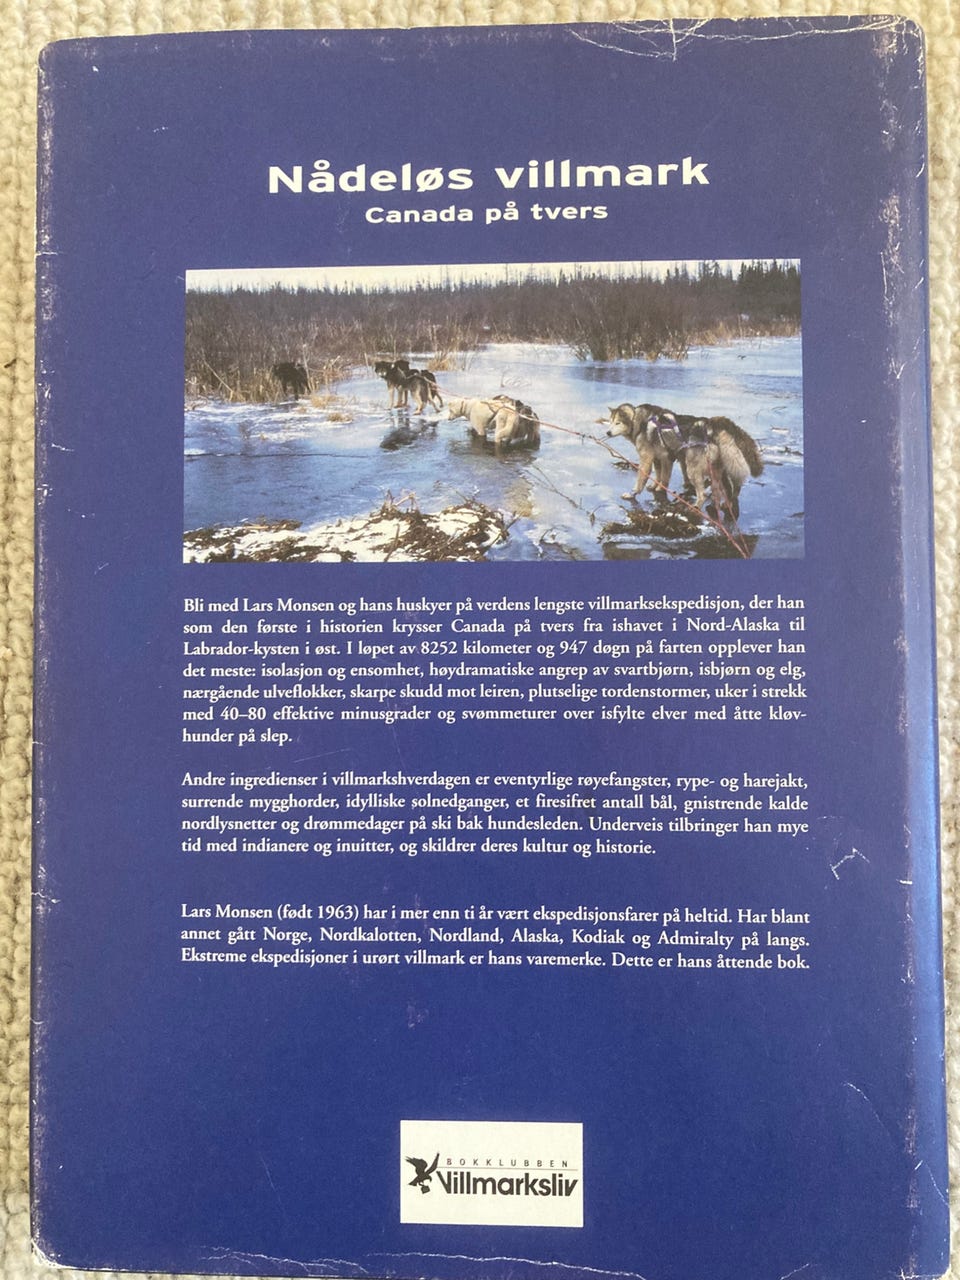 Nådeløs villmark
Canada på tvers
Bli med Lars Monsen og hans huskyer på verdens lengste villmarksekspedisjon, der han
som den første i historien krysser Canada på tvers fra ishavet i Nord-Alaska til
Labrador-kysten i øst. I løpet av 8252 kilometer og 947 døgn på farten opplever han
det meste: isolasjon og ensomhet, høydramatiske angrep av svartbjørn, isbjørn og elg,
nærgående ulveflokker, skarpe skudd mot leiren, plutselige tordenstormer, uker i strekk
med 40–80 effektive minusgrader og svømmeturer over isfylte elver med åtte kløv-
hunder på slep.
Andre ingredienser i villmarkshverdagen er eventyrlige røyefangster, rype- og harejakt,
surrende mygghorder, idylliske solnedganger, et firesifret antall bål, gnistrende kalde
nordlysnetter og drømmedager på ski bak hundesleden. Underveis tilbringer han mye
tid med indianere og inuitter, og skildrer deres kultur og historie.
Lars Monsen (født 1963) har i mer enn ti år vært ekspedisjonsfarer på heltid. Har blant
annet gått Norge, Nordkalotten, Nordland, Alaska, Kodiak og Admiralty på langs.
Ekstreme ekspedisjoner i urørt villmark er hans varemerke. Dette er hans åttende bok.
BOKKLUBBEN
Villmarksliv